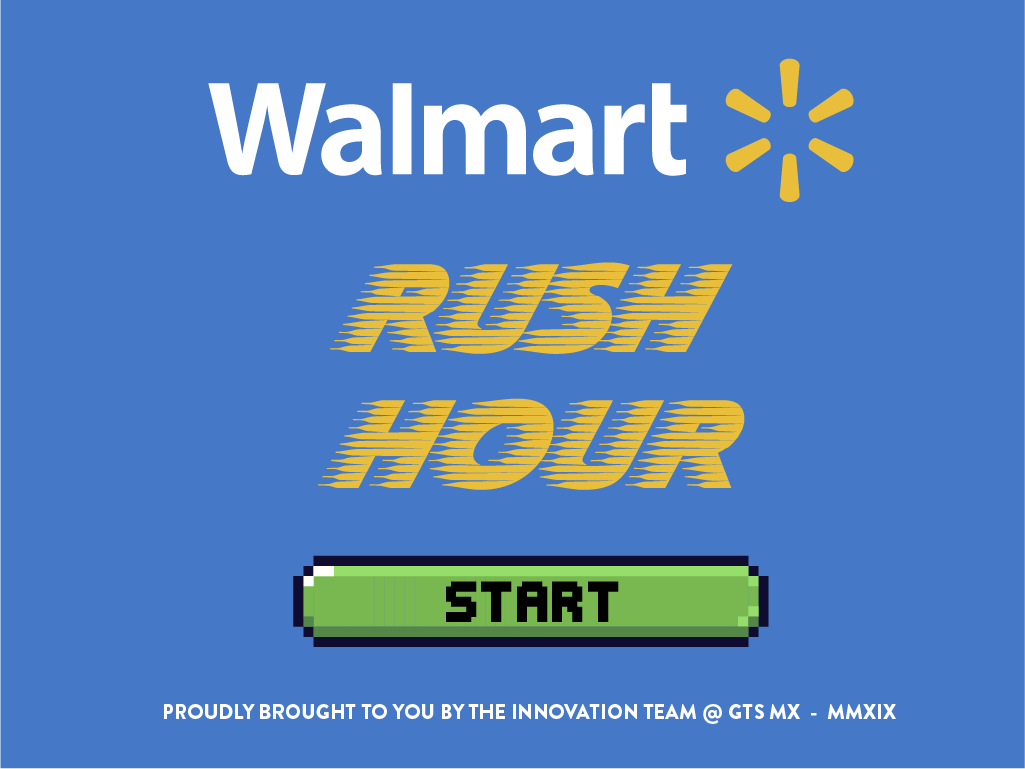 Walmart
RUSH
HOUR
START
PROUDLY BROUGHT TO YOU BY THE INNOVATION TEAM @ GTS MX - MMXIX